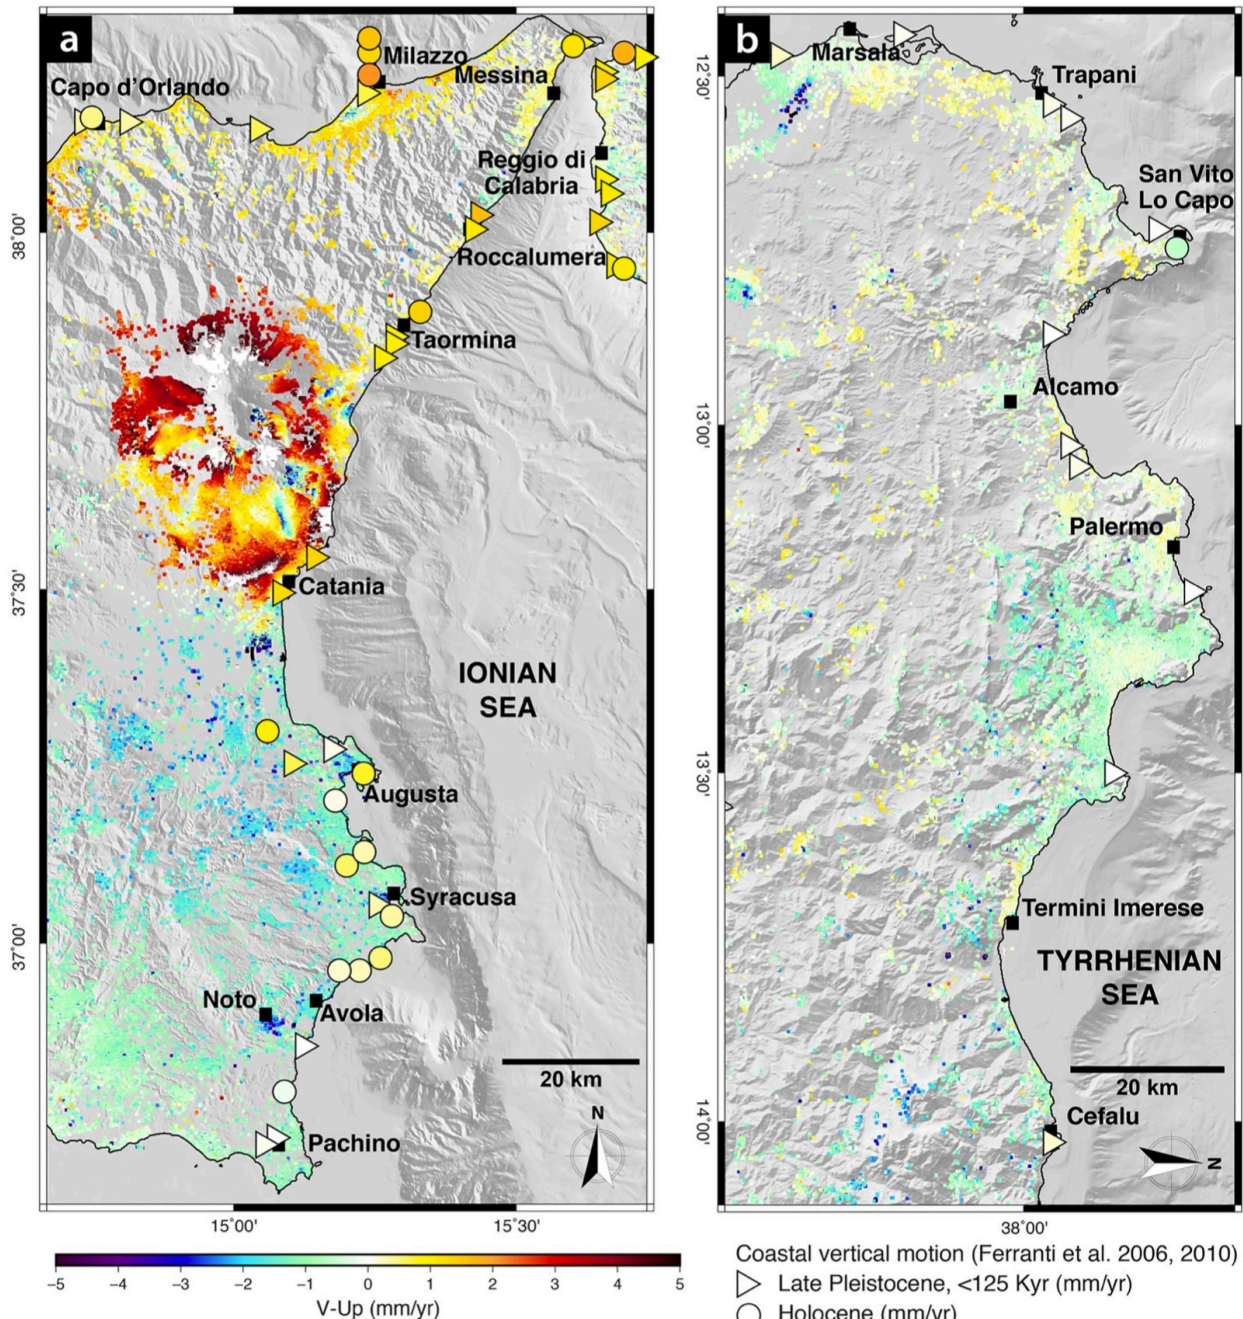 a
Milazzo
Messina
Capo d’Orlando
Reggio di
Calabria
Roccalumera
Taormina
Catania
IONIAN
SEA
Augusta
Syracusa
Noto
Avola
Pachino
20 km
N
38°00'
37°30'
37°00'
15°00'
15°30'
b
Marsala
Trapani
San Vito
Lo Capo
Alcamo
Palermo
Termini Imerese
TYRRHENIAN
SEA
20 km
Cefalu
N
12°30'
13°00'
13°30'
14°00'
38°00'
−5 −4 −3 −2 −1 0 1 2 3 4 5
V-Up (mm/yr)
Coastal vertical motion (Ferranti et al. 2006, 2010)
Late Pleistocene, <125 Kyr (mm/yr)
Holocene (mm/yr)